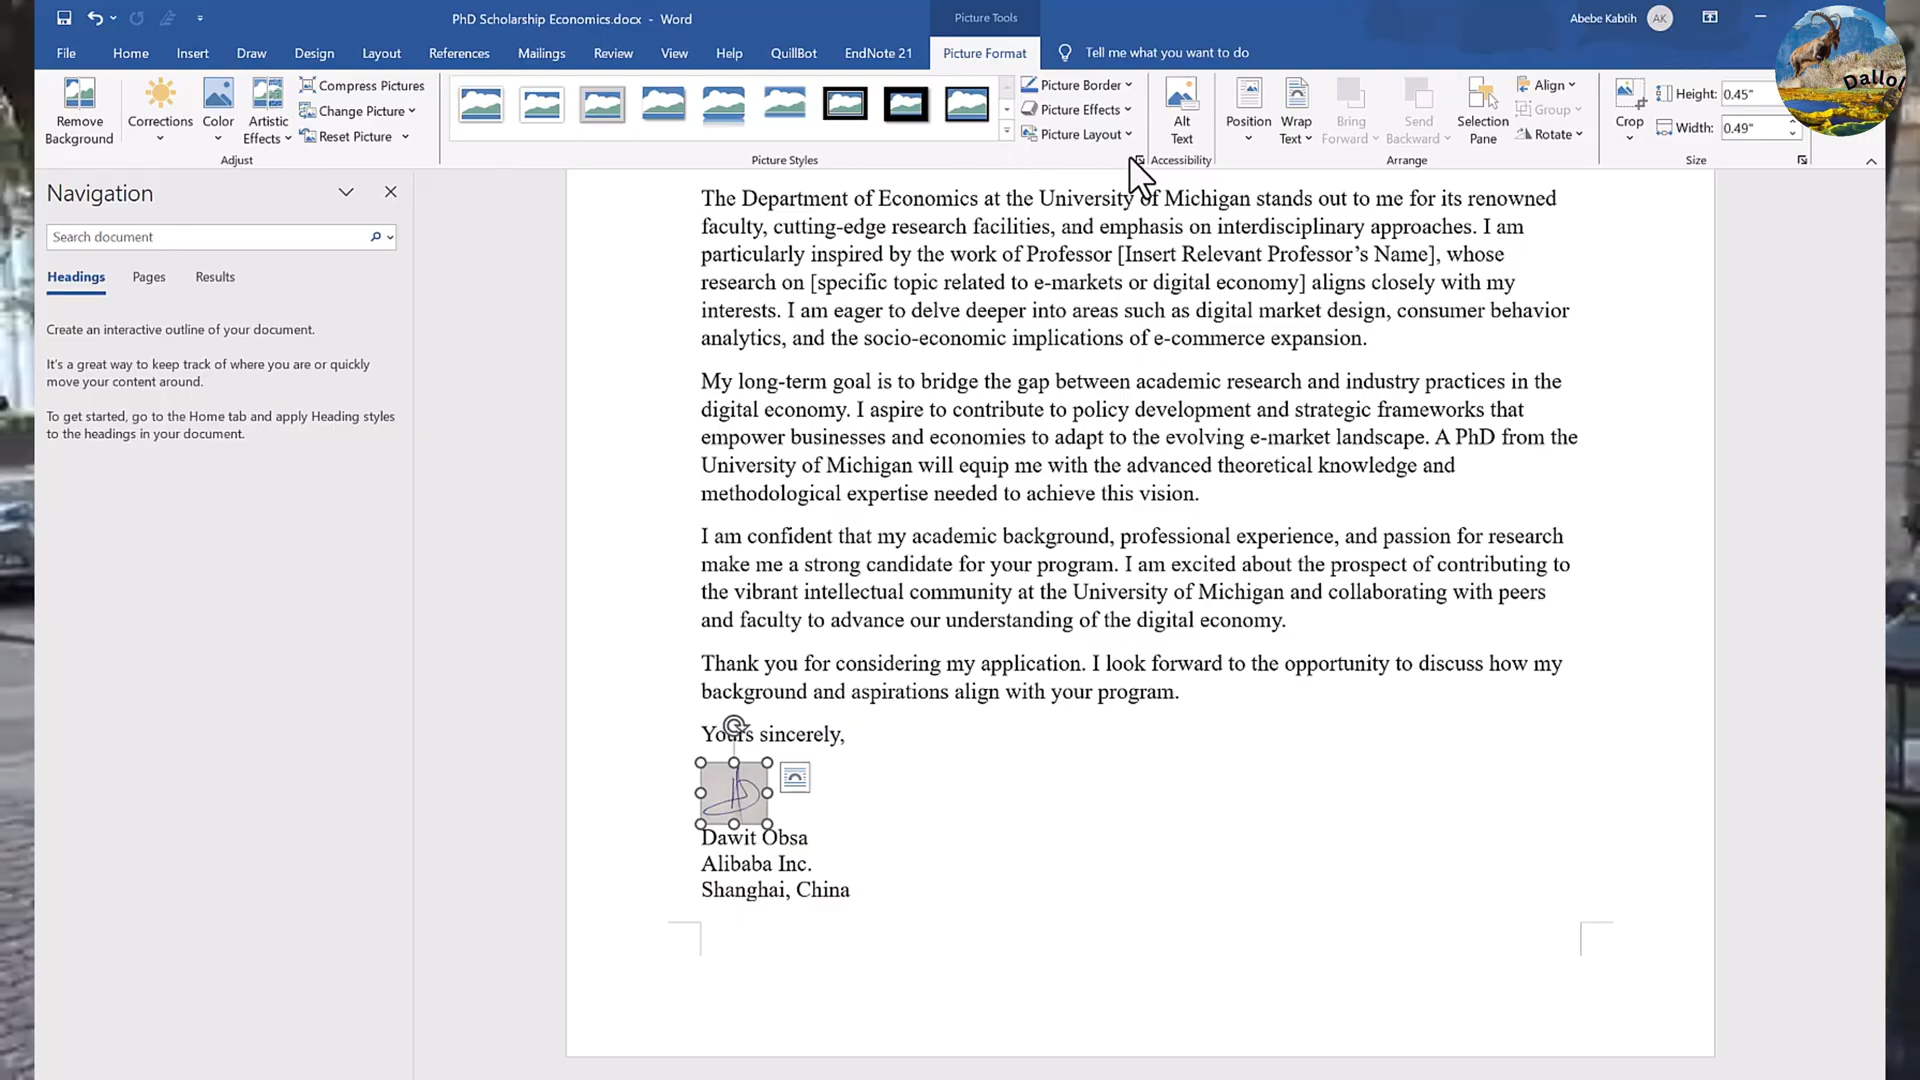 PhD Scholarship Economics.docx - Word
Picture Tools
Abebe Kabtih
AK
File Home Insert Draw Design Layout References Mailings Review View Help QuillBot EndNote 21 Picture Format Tell me what you want to do
Dallol
Remove Background
Corrections
Color
Artistic Effects
Compress Pictures
Change Picture
Reset Picture
Adjust
Picture Styles
Picture Border
Picture Effects
Picture Layout
Alt Text
Accessibility
Position
Wrap Text
Bring Forward
Send Backward
Selection Pane
Align
Group
Rotate
Arrange
Crop
Height: 0.45"
Width: 0.49"
Size
Navigation
Search document
Headings Pages Results
Create an interactive outline of your document.
It's a great way to keep track of where you are or quickly
move your content around.
To get started, go to the Home tab and apply Heading styles
to the headings in your document.
The Department of Economics at the University of Michigan stands out to me for its renowned
faculty, cutting-edge research facilities, and emphasis on interdisciplinary approaches. I am
particularly inspired by the work of Professor [Insert Relevant Professor’s Name], whose
research on [specific topic related to e-markets or digital economy] aligns closely with my
interests. I am eager to delve deeper into areas such as digital market design, consumer behavior
analytics, and the socio-economic implications of e-commerce expansion.
My long-term goal is to bridge the gap between academic research and industry practices in the
digital economy. I aspire to contribute to policy development and strategic frameworks that
empower businesses and economies to adapt to the evolving e-market landscape. A PhD from the
University of Michigan will equip me with the advanced theoretical knowledge and
methodological expertise needed to achieve this vision.
I am confident that my academic background, professional experience, and passion for research
make me a strong candidate for your program. I am excited about the prospect of contributing to
the vibrant intellectual community at the University of Michigan and collaborating with peers
and faculty to advance our understanding of the digital economy.
Thank you for considering my application. I look forward to the opportunity to discuss how my
background and aspirations align with your program.
Yours sincerely,
Dawit Obsa
Alibaba Inc.
Shanghai, China